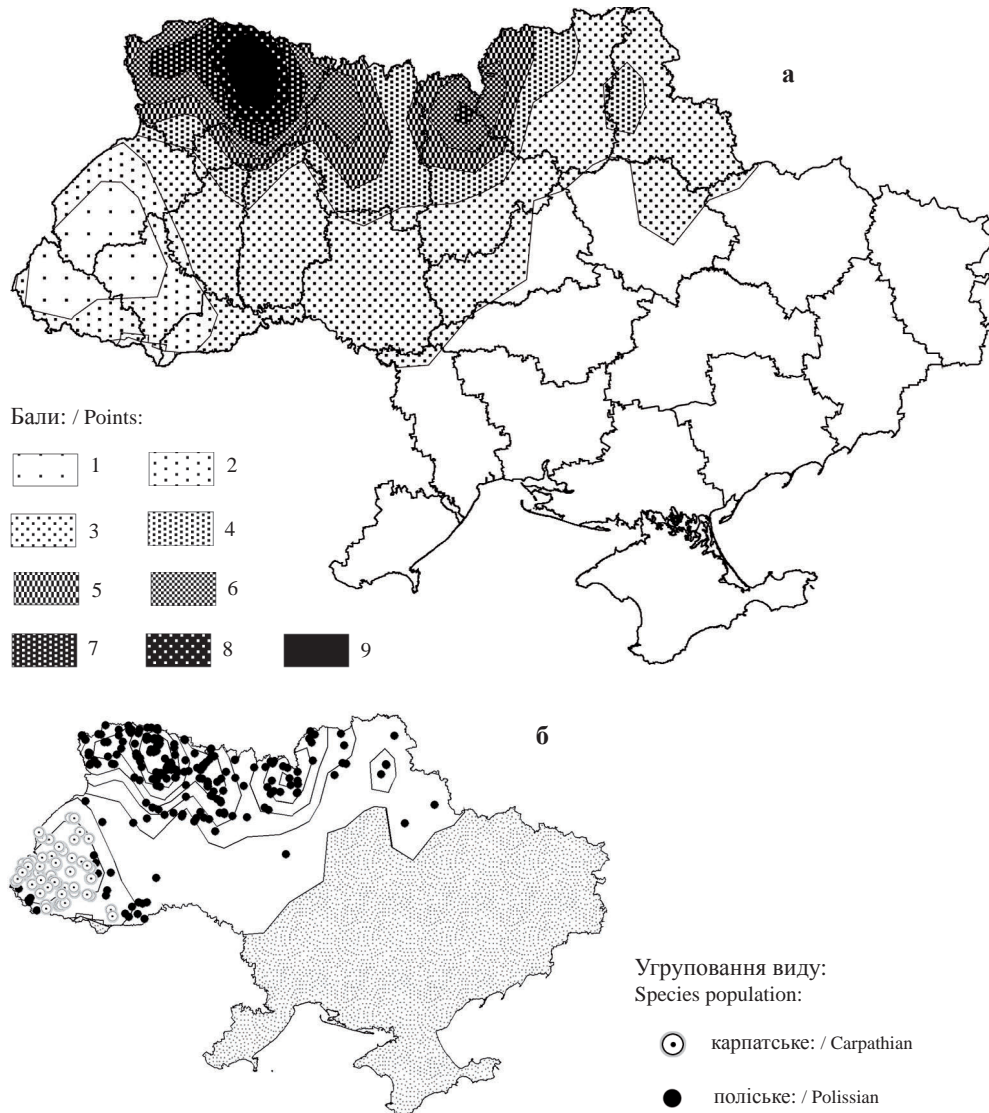 а
Бали: / Points:
1 2
3 4
5 6
7 8 9
б
Угруповання виду:
Species population:
карпатське: / Carpathian
поліське: / Polissian